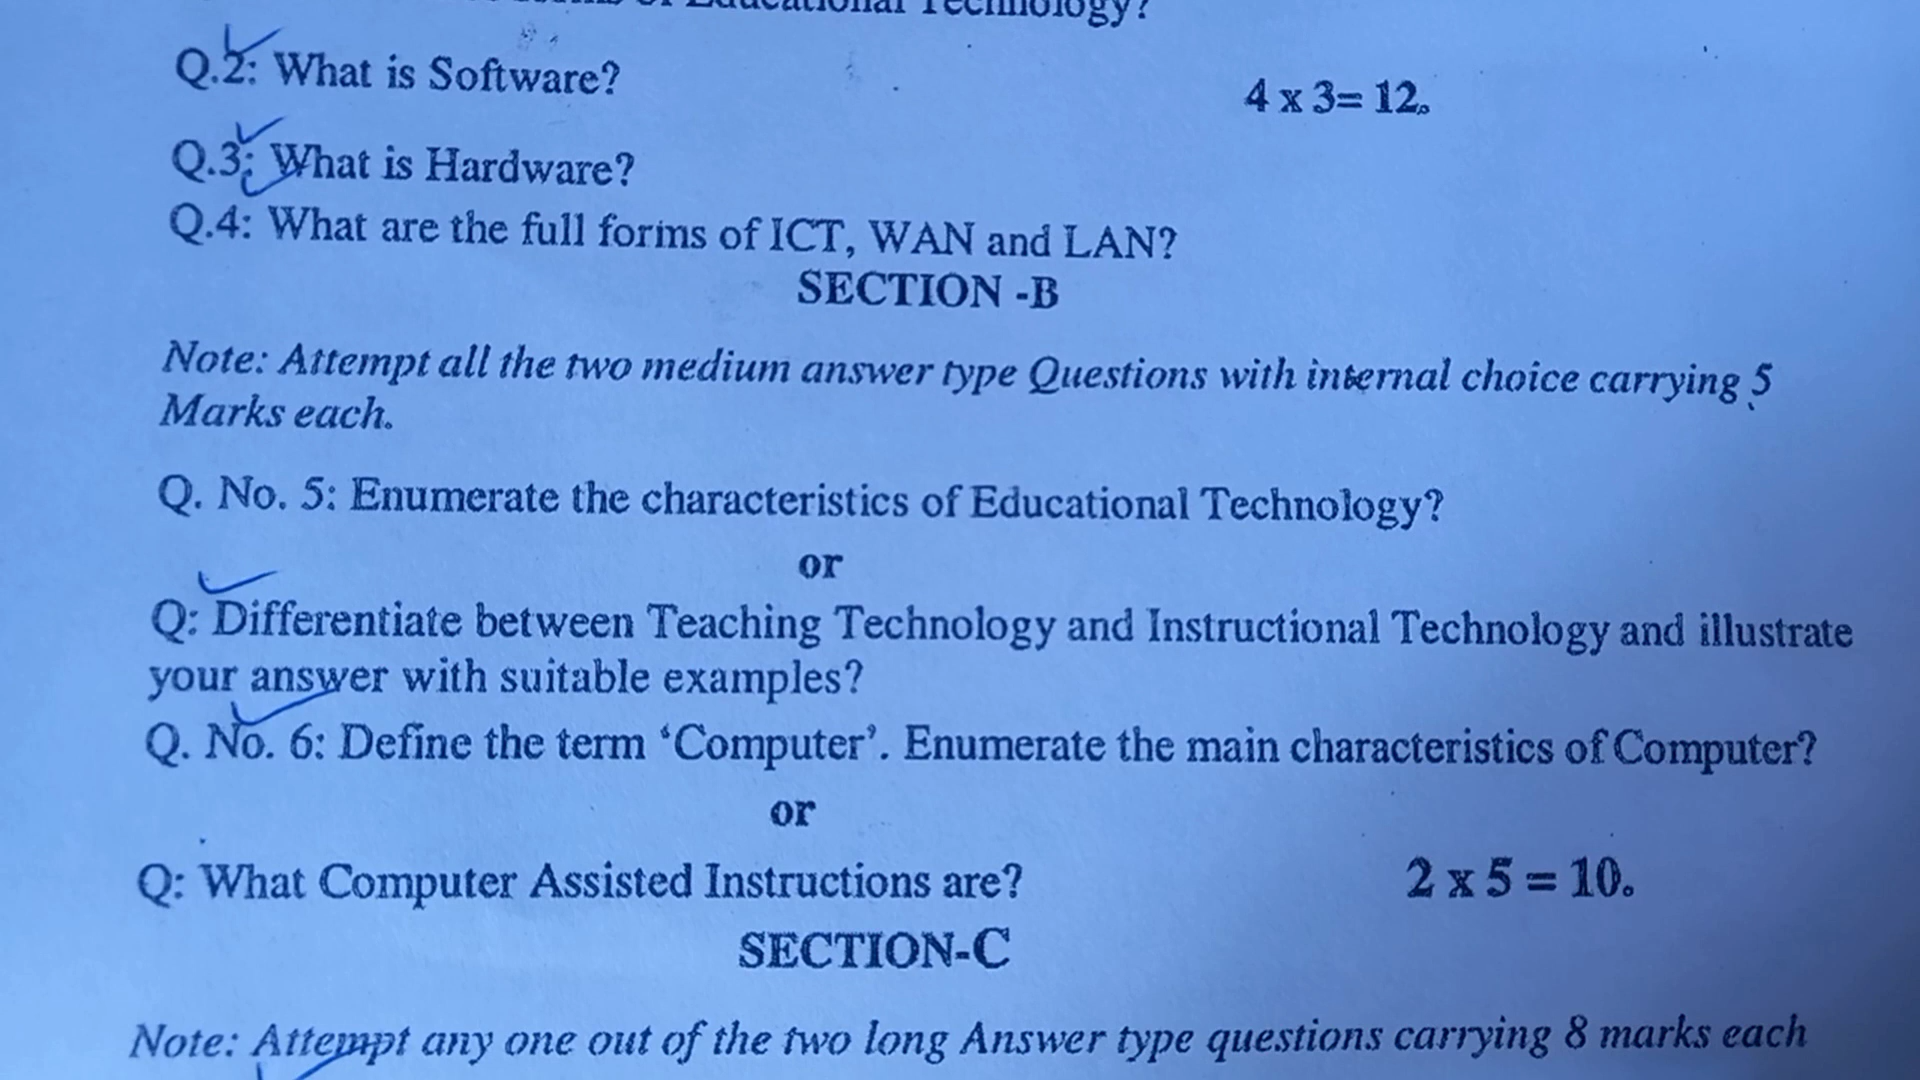 of Educational Technology?
Q.2: What is Software?
4 x 3= 12.
Q.3: What is Hardware?
Q.4: What are the full forms of ICT, WAN and LAN?
SECTION -B
Note: Attempt all the two medium answer type Questions with internal choice carrying 5
Marks each.
Q. No. 5: Enumerate the characteristics of Educational Technology?
or
Q: Differentiate between Teaching Technology and Instructional Technology and illustrate
your answer with suitable examples?
Q. No. 6: Define the term ‘Computer’. Enumerate the main characteristics of Computer?
or
Q: What Computer Assisted Instructions are?
2 x 5 = 10.
SECTION-C
Note: Attempt any one out of the two long Answer type questions carrying 8 marks each